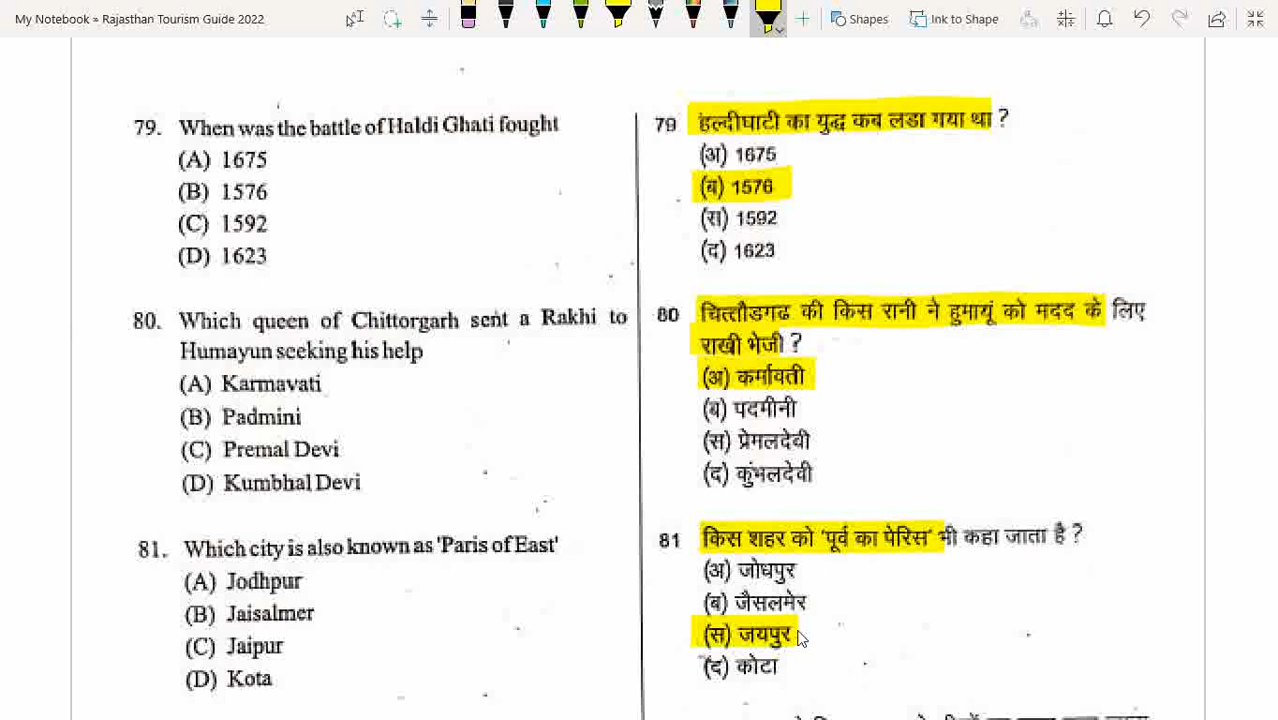 My Notebook » Rajasthan Tourism Guide 2022
Shapes
Ink to Shape
79. When was the battle of Haldi Ghati fought
(A) 1675
(B) 1576
(C) 1592
(D) 1623
80. Which queen of Chittorgarh sent a Rakhi to
Humayun seeking his help
(A) Karmavati
(B) Padmini
(C) Premal Devi
(D) Kumbhal Devi
81. Which city is also known as 'Paris of East'
(A) Jodhpur
(B) Jaisalmer
(C) Jaipur
(D) Kota
79 हल्दीघाटी का युद्ध कब लडा गया था ?
(अ) 1675
(ब) 1576
(स) 1592
(द) 1623
80 चित्तौडगढ की किस रानी ने हुमायूं को मदद के लिए
राखी भेजी ?
(अ) कर्मावती
(ब) पदमीनी
(स) प्रेमलदेवी
(द) कुंभलदेवी
81 किस शहर को 'पूर्व का पेरिस' भी कहा जाता है ?
(अ) जोधपुर
(ब) जैसलमेर
(स) जयपुर
(द) कोटा